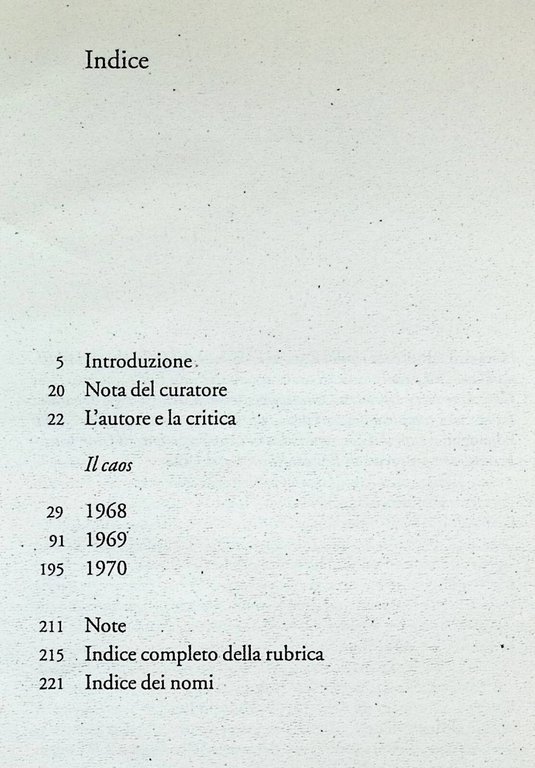 Indice
5 Introduzione
20 Nota del curatore
22 L'autore e la critica
Il caos
29 1968
91 1969
195 1970
211 Note
215 Indice completo della rubrica
221 Indice dei nomi